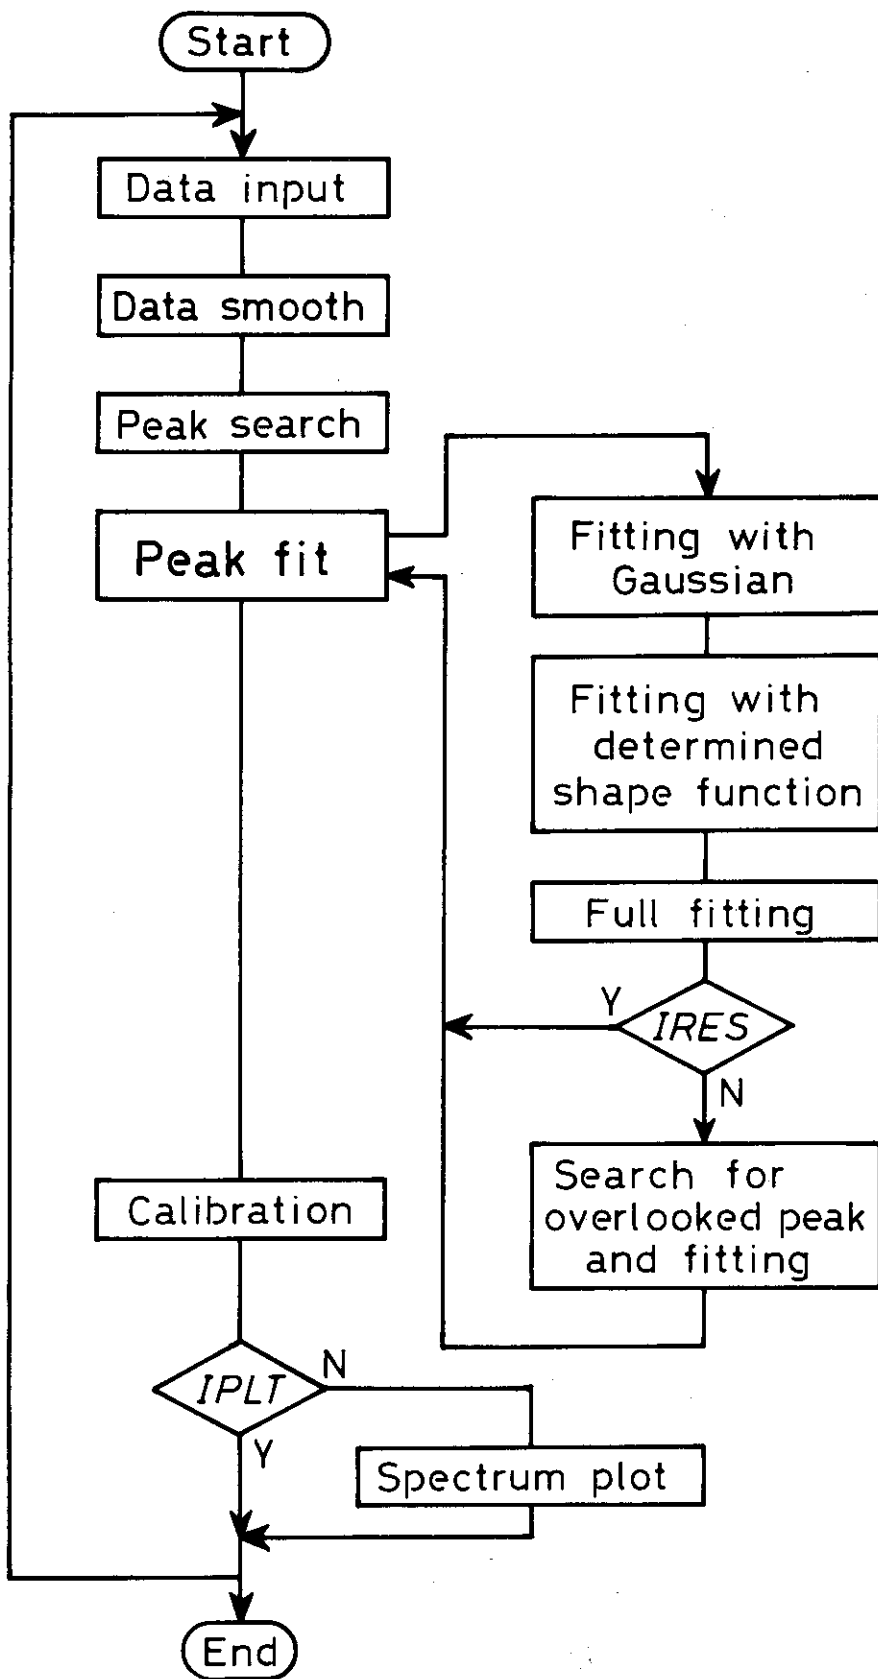 Start
Data input
Data smooth
Peak search
Peak fit
Fitting with
Gaussian
Fitting with
determined
shape function
Full fitting
Y
IRES
N
Search for
overlooked peak
and fitting
Calibration
IPLT
N
Y
Spectrum plot
End